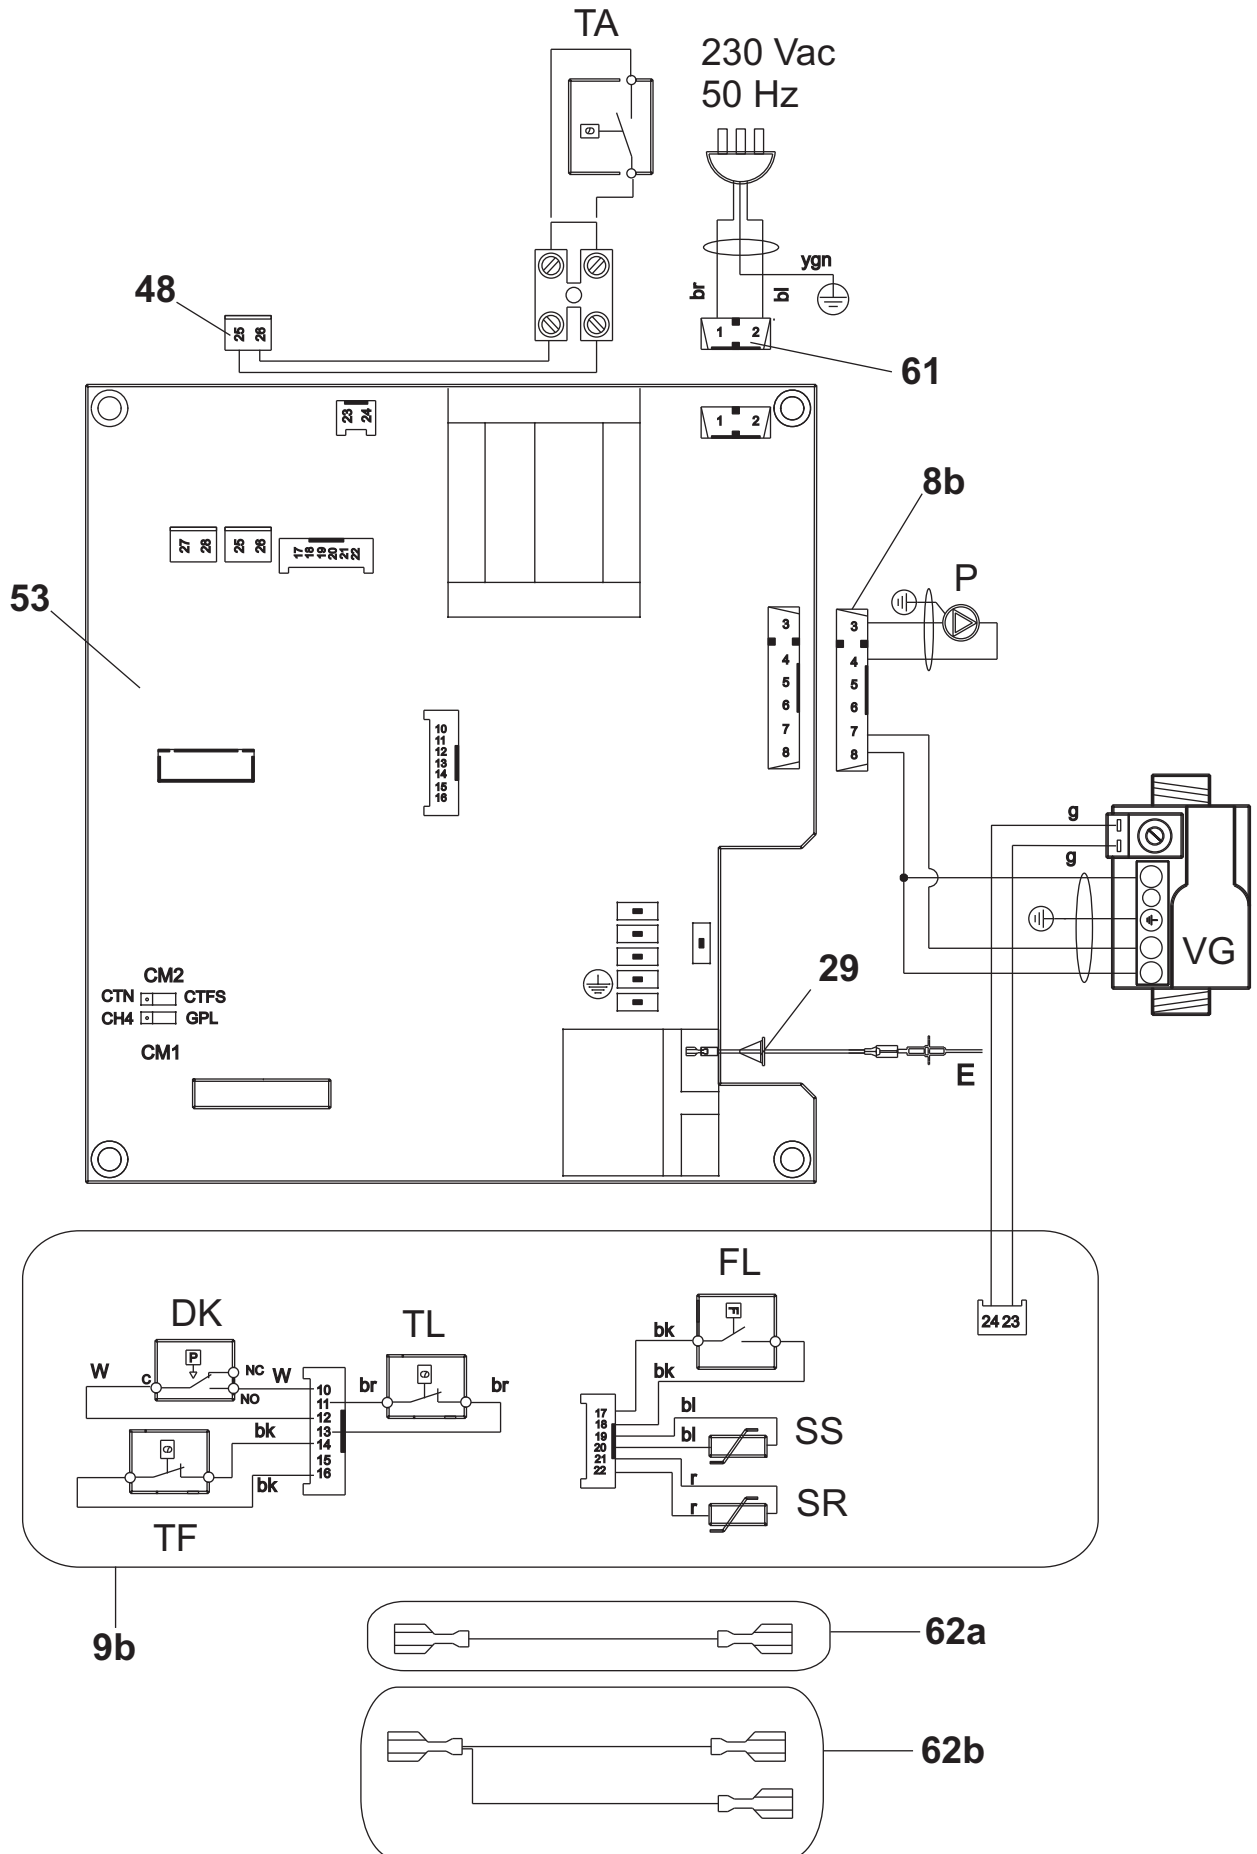 TA
230 Vac
50 Hz
ygn
br
bl
48
25
26
1 2
61
23
24
1 2
8b
27
28
25
26
17
18
19
20
21
22
53
P
3
4
5
6
7
8
3
4
5
6
7
8
10
11
12
13
14
15
16
g
g
VG
CM2
CTN CTFS
CH4 GPL
CM1
29
E
FL
F
DK
TL
24 23
P
bk
W
C
NC
W
NO
10
11
12
13
14
15
16
br
br
bk
bk
bk
TF
17
18
19
20
21
22
bl
bl
SS
r
r
SR
9b
62a
62b